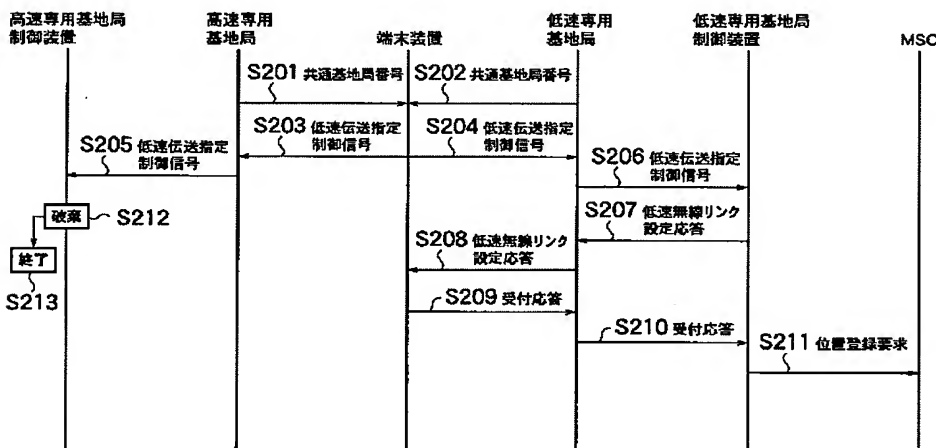 高速専用基地局
制御装置
高速専用
基地局
端末装置
低速専用
基地局
低速専用基地局
制御装置
MSC
S201 共通基地局番号
S202 共通基地局番号
S203 低速伝送指定
制御信号
S204 低速伝送指定
制御信号
S205 低速伝送指定
制御信号
S206 低速伝送指定
制御信号
破棄
S212
S207 低速無線リンク
設定応答
S208 低速無線リンク
設定応答
終了
S213
S209 受付応答
S210 受付応答
S211 位置登録要求